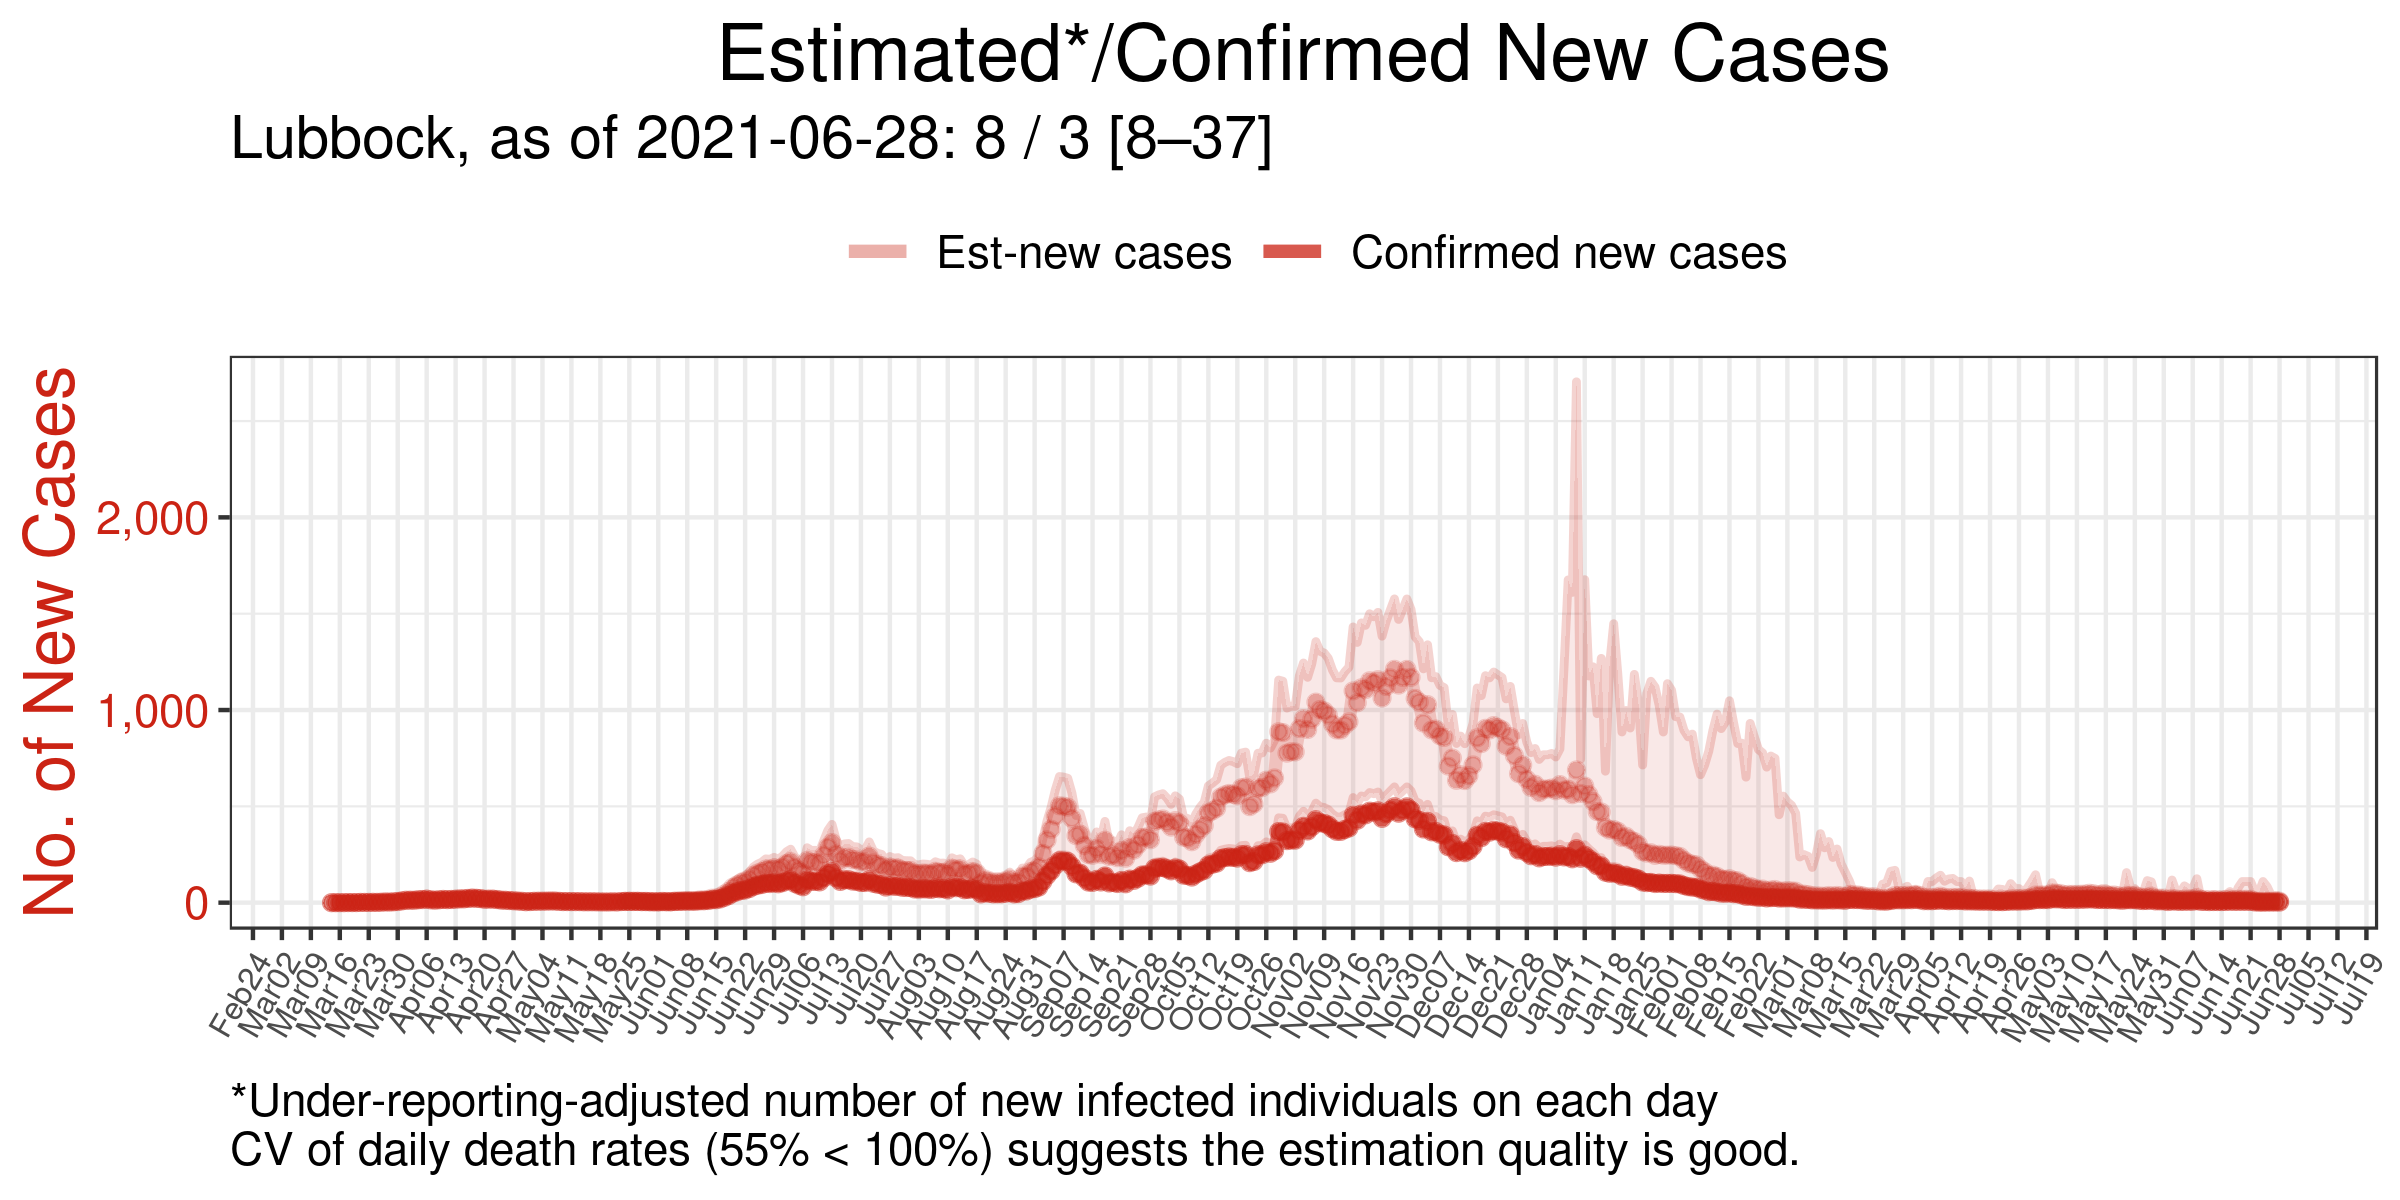 Estimated*/Confirmed New Cases
Lubbock, as of 2021-06-28: 8 / 3 [8–37]
Est-new cases Confirmed new cases
No. of New Cases
2,000
1,000
0
Feb24 Mar02 Mar09 Mar16 Mar23 Mar30 Apr06 Apr13 Apr20 Apr27 May04 May11 May18 May25 Jun01 Jun08 Jun15 Jun22 Jun29 Jul06 Jul13 Jul20 Jul27 Aug03 Aug10 Aug17 Aug24 Aug31 Sep07 Sep14 Sep21 Sep28 Oct05 Oct12 Oct19 Oct26 Nov02 Nov09 Nov16 Nov23 Nov30 Dec07 Dec14 Dec21 Dec28 Jan04 Jan11 Jan18 Jan25 Feb01 Feb08 Feb15 Feb22 Mar01 Mar08 Mar15 Mar22 Mar29 Apr05 Apr12 Apr19 Apr26 May03 May10 May17 May24 May31 Jun07 Jun14 Jun21 Jun28 Jul05 Jul12 Jul19
*Under-reporting-adjusted number of new infected individuals on each day
CV of daily death rates (55% < 100%) suggests the estimation quality is good.